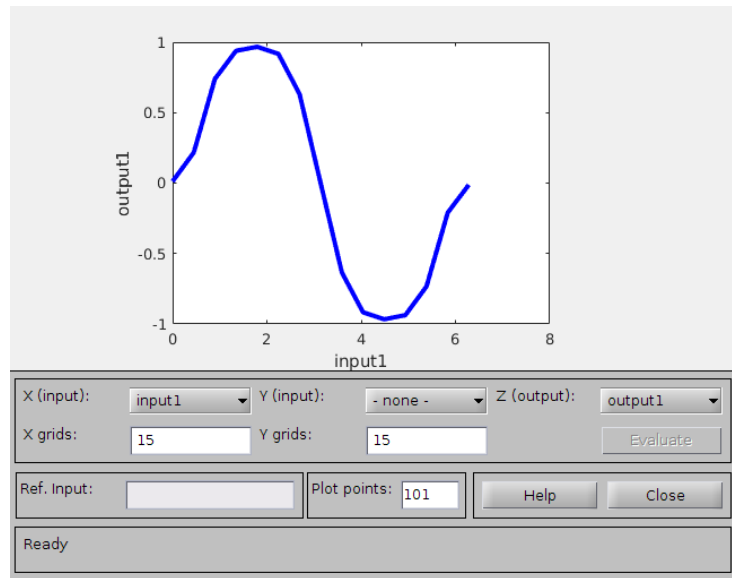 1
0.5
0
-0.5
-1
output1
0 2 4 6 8
input1
X (input): input1 Y (input): - none - Z (output): output1
X grids: 15 Y grids: 15 Evaluate
Ref. Input: Plot points: 101 Help Close
Ready